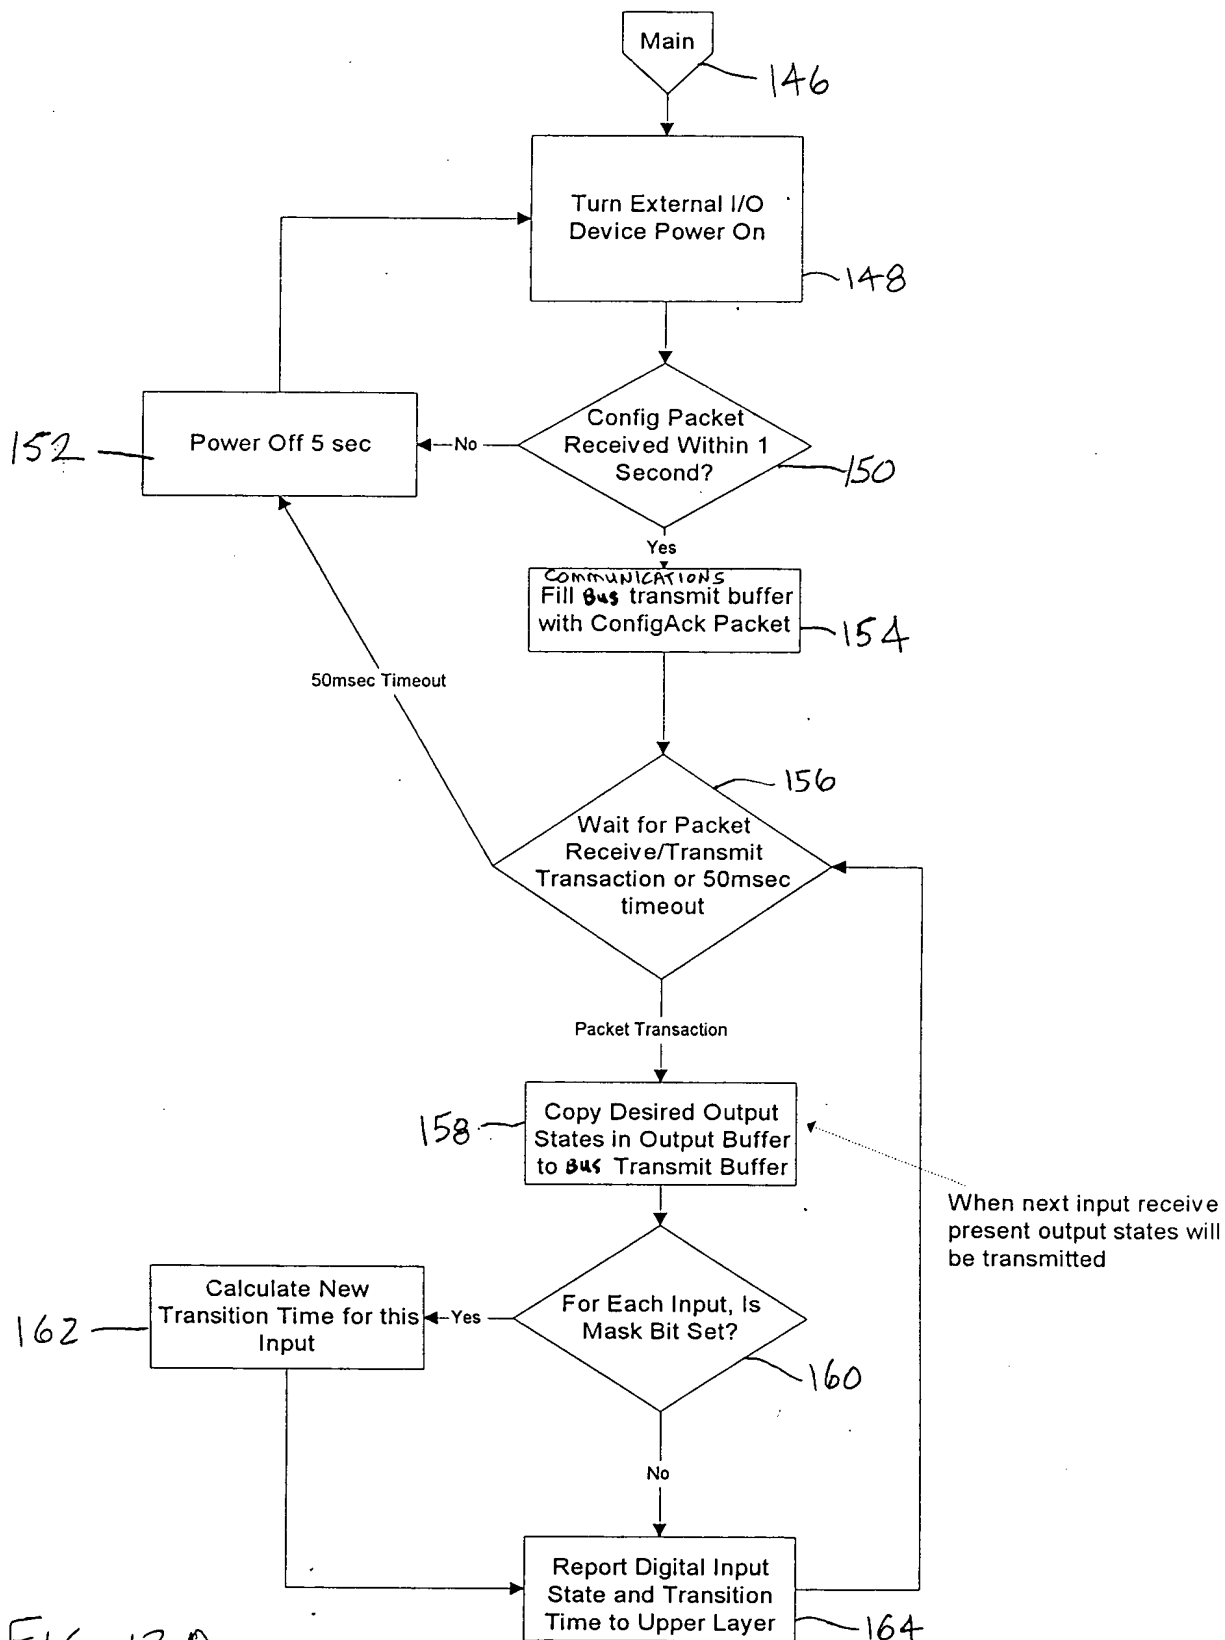 Main
146
Turn External I/O
Device Power On
148
Config Packet
Received Within 1
Second?
150
No
Power Off 5 sec
152
Yes
COMMUNICATIONS
Fill Bus transmit buffer
with ConfigAck Packet
154
50msec Timeout
156
Wait for Packet
Receive/Transmit
Transaction or 50msec
timeout
Packet Transaction
158
Copy Desired Output
States in Output Buffer
to Bus Transmit Buffer
When next input receive
present output states will
be transmitted
For Each Input, Is
Mask Bit Set?
160
Yes
Calculate New
Transition Time for this
Input
162
No
Report Digital Input
State and Transition
Time to Upper Layer
164